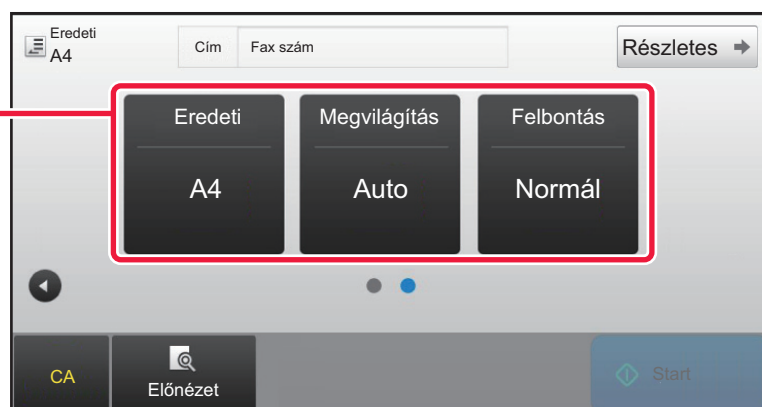 Eredeti
A4
Cím
Fax szám
Részletes
Eredeti
Megvilágítás
Felbontás
A4
Auto
Normál
CA
Előnézet
Start